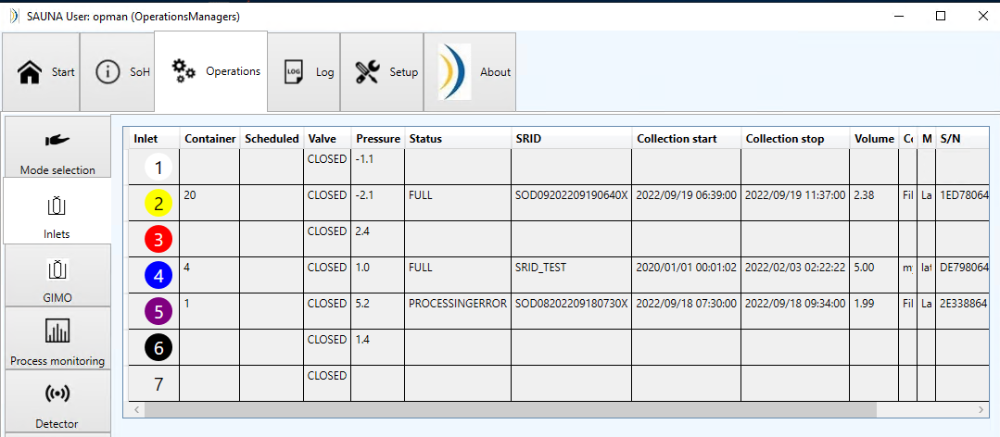 SAUNA User: opman (OperationsManagers)
Start SoH Operations LOG Log Setup About
Mode selection
Inlets
GIMO
Process monitoring
Detector
Inlet Container Scheduled Valve Pressure Status SRID Collection start Collection stop Volume Co M S/N
1 CLOSED -1.1
2 20 CLOSED -2.1 FULL SOD09202209190640X 2022/09/19 06:39:00 2022/09/19 11:37:00 2.38 Fil La 1ED78064
3 CLOSED 2.4
4 4 CLOSED 1.0 FULL SRID_TEST 2020/01/01 00:01:02 2022/02/03 02:22:22 5.00 my lat DE798064
5 1 CLOSED 5.2 PROCESSINGERROR SOD08202209180730X 2022/09/18 07:30:00 2022/09/18 09:34:00 1.99 Fil La 2E338864
6 CLOSED 1.4
7 CLOSED